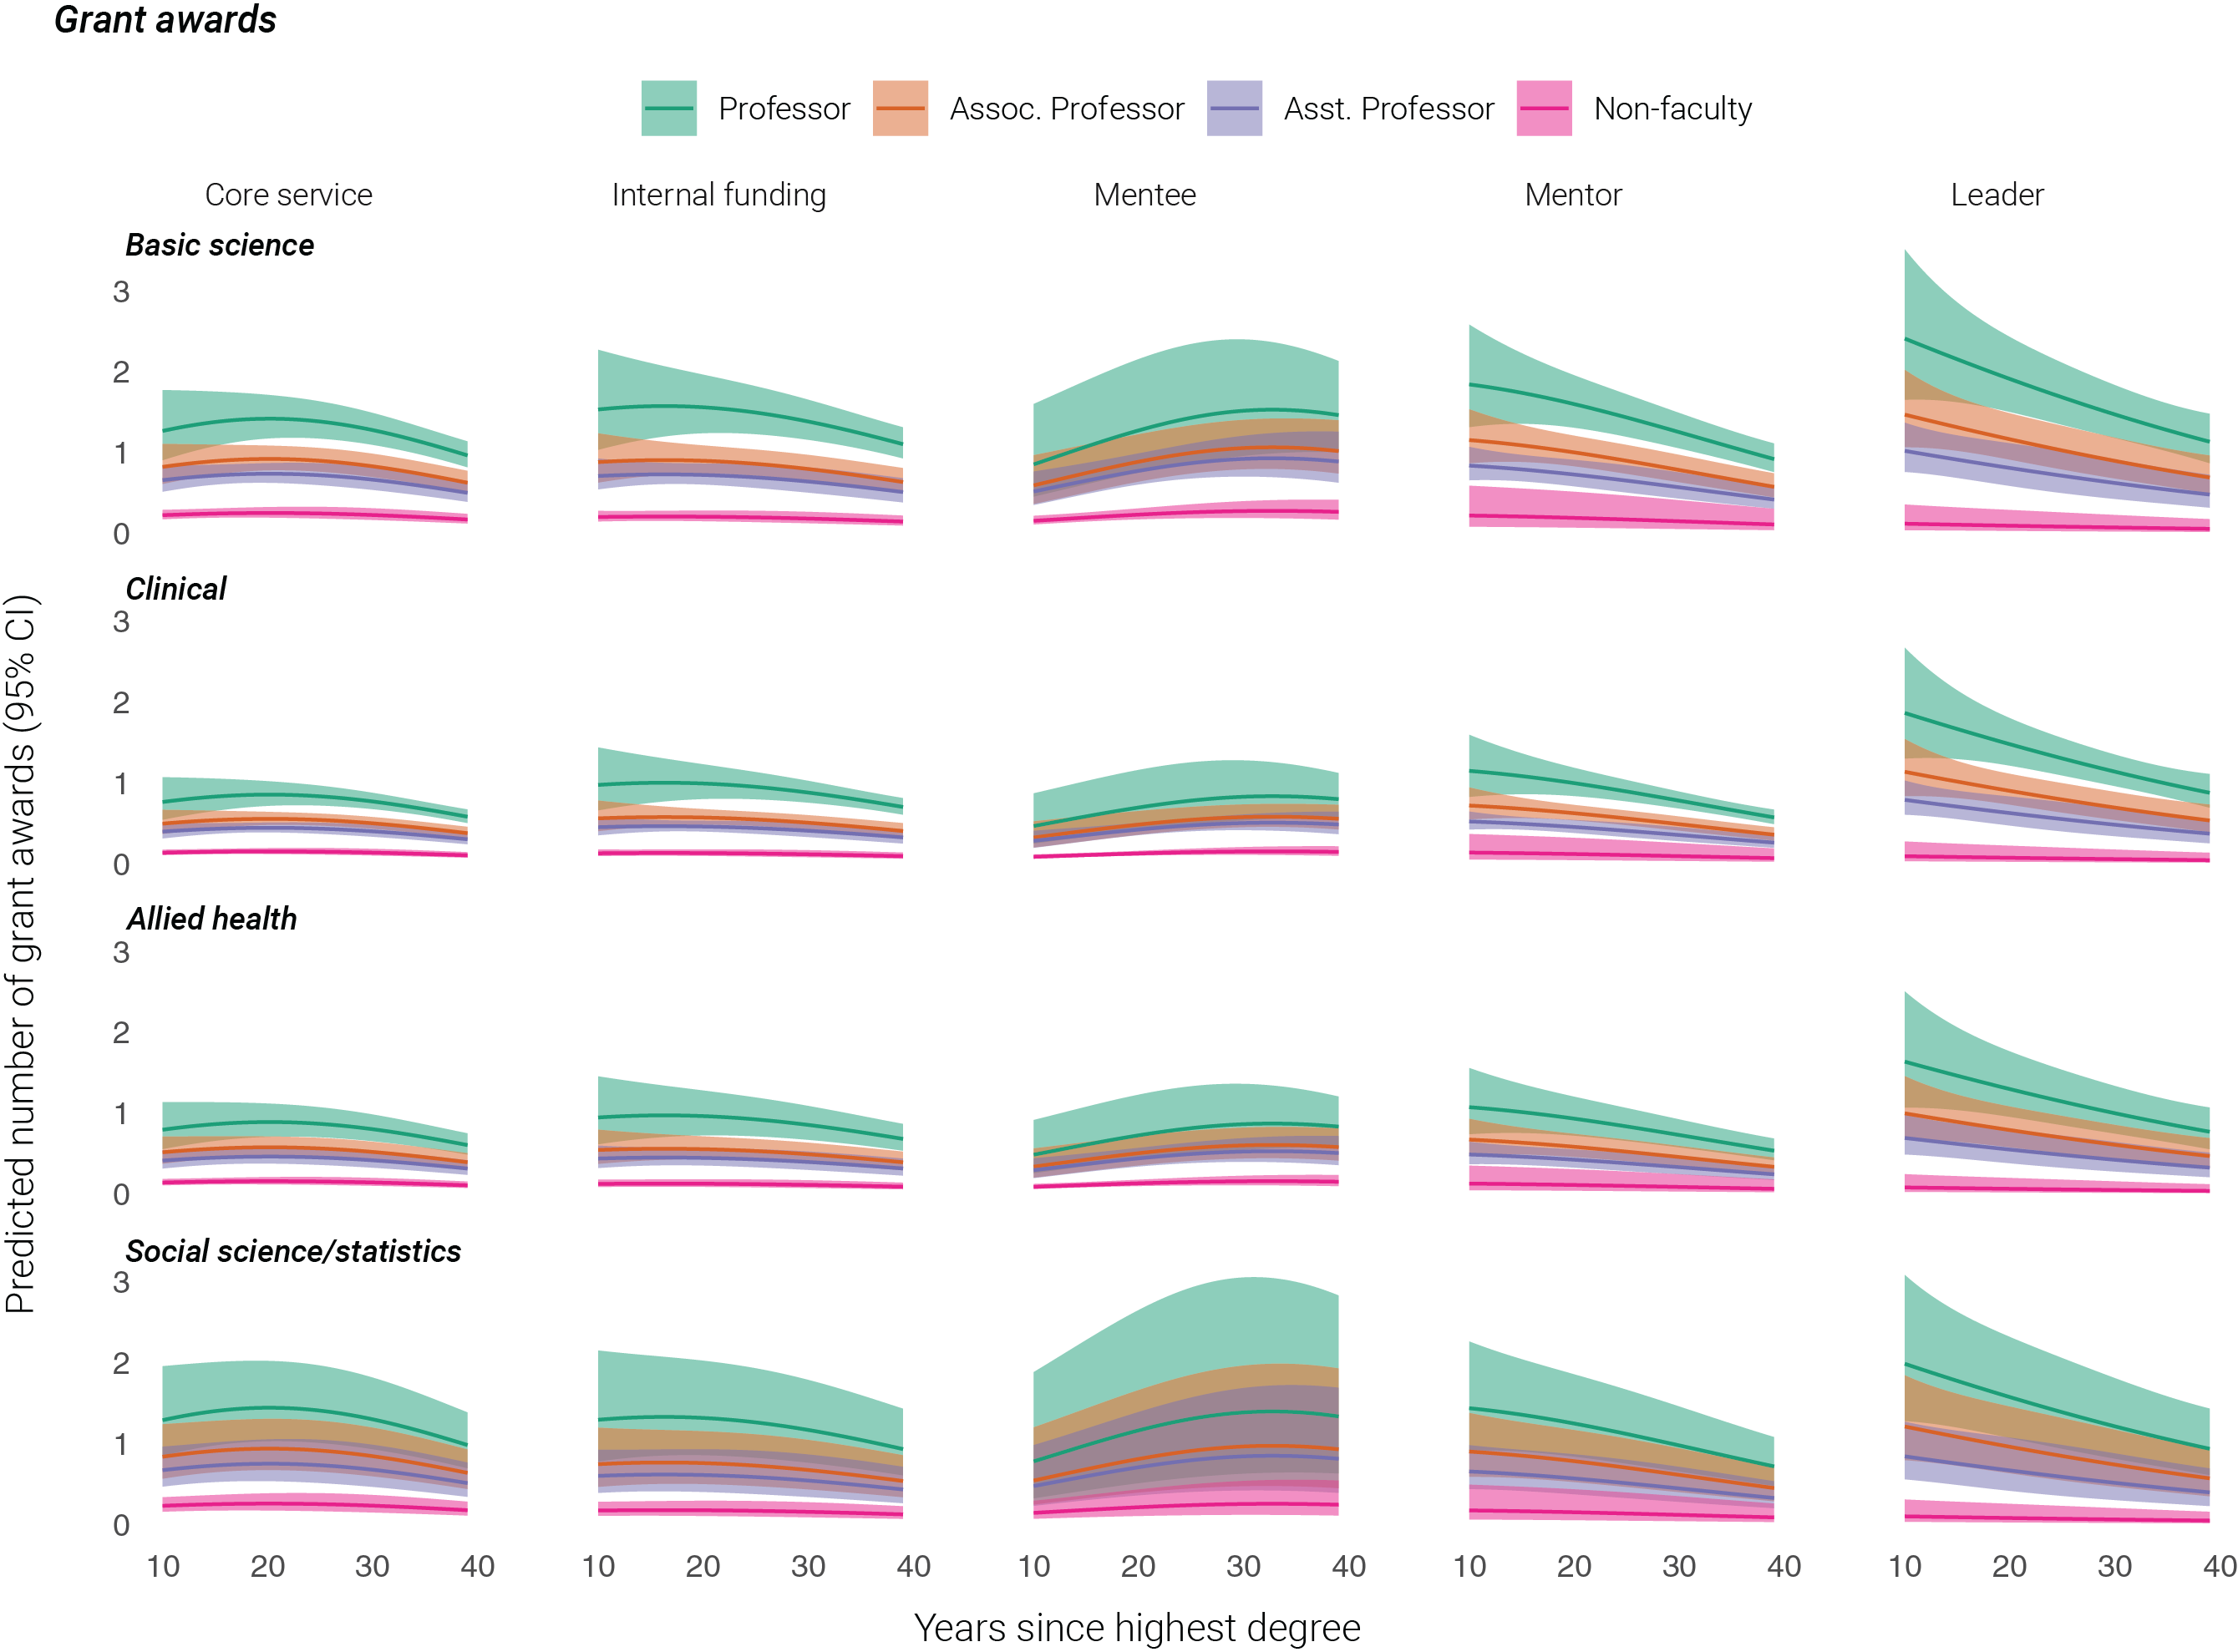 Grant awards
Professor Assoc. Professor Asst. Professor Non-faculty
Core service Internal funding Mentee Mentor Leader
Basic science
3
2
1
0
Clinical
3
2
1
0
Allied health
3
2
1
0
Social science/statistics
3
2
1
0
10 20 30 40 10 20 30 40 10 20 30 40 10 20 30 40 10 20 30 40
Years since highest degree
Predicted number of grant awards (95% CI)